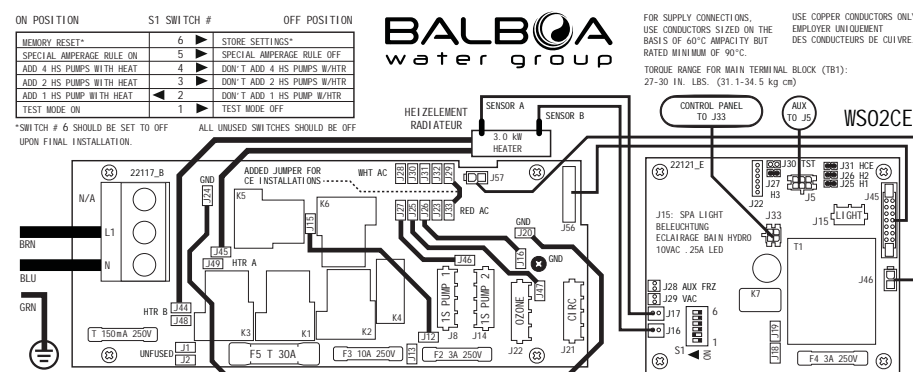 ON POSITION S1 SWITCH # OFF POSITION
MEMORY RESET* 6 STORE SETTINGS*
SPECIAL AMPERAGE RULE ON 5 SPECIAL AMPERAGE RULE OFF
ADD 4 HS PUMPS WITH HEAT 4 DON'T ADD 4 HS PUMPS W/HTR
ADD 2 HS PUMPS WITH HEAT 3 DON'T ADD 2 HS PUMPS W/HTR
ADD 1 HS PUMP WITH HEAT 2 DON'T ADD 1 HS PUMP W/HTR
TEST MODE ON 1 TEST MODE OFF
*SWITCH # 6 SHOULD BE SET TO OFF
UPON FINAL INSTALLATION.
ALL UNUSED SWITCHES SHOULD BE OFF
BALBOA
water group
FOR SUPPLY CONNECTIONS,
USE CONDUCTORS SIZED ON THE
BASIS OF 60°C AMPACITY BUT
RATED MINIMUM OF 90°C.
USE COPPER CONDUCTORS ONLY
EMPLOYER UNIQUEMENT
DES CONDUCTEURS DE CUIVRE.
TORQUE RANGE FOR MAIN TERMINAL BLOCK (TB1):
27-30 IN. LBS. (31.1-34.5 kg cm)
HEIZELEMENT
RADIATEUR
SENSOR A
SENSOR B
3.0 kW
HEATER
CONTROL PANEL
TO J33
AUX
TO J5
WS02CE
22117_B
N/A
L1
N
BRN
BLU
GRN
GND
J24
ADDED JUMPER FOR
CE INSTALLATIONS
WHT AC
J28
J30
J31
J32
J29
J57
K5
K6
J15
J27
J25
J26
J23
J33
RED AC
J56
GND
J20
J45
J49
HTR A
J46
J16
GND
J47
HTR B
J44
J48
K3
K1
K2
K4
J12
1S PUMP 1
J8
1S PUMP 2
J14
OZONE
J22
CIRC
J21
T 150mA 250V
UNFUSED
J1
J2
F5 T 30A
F3 10A 250V
J13
F2 3A 250V
22121_E
J22
J30 TST
J27
H3
J5
J31 HCE
J26 H2
J25 H1
J45
J15: SPA LIGHT
BELEUCHTUNG
ECLAIRAGE BAIN HYDRO
10VAC .25A LED
J33
J15
LIGHT
T1
J46
K7
J28 AUX FRZ
J29 VAC
J17
J16
6
1
S1
ON
J19
J18
F4 3A 250V